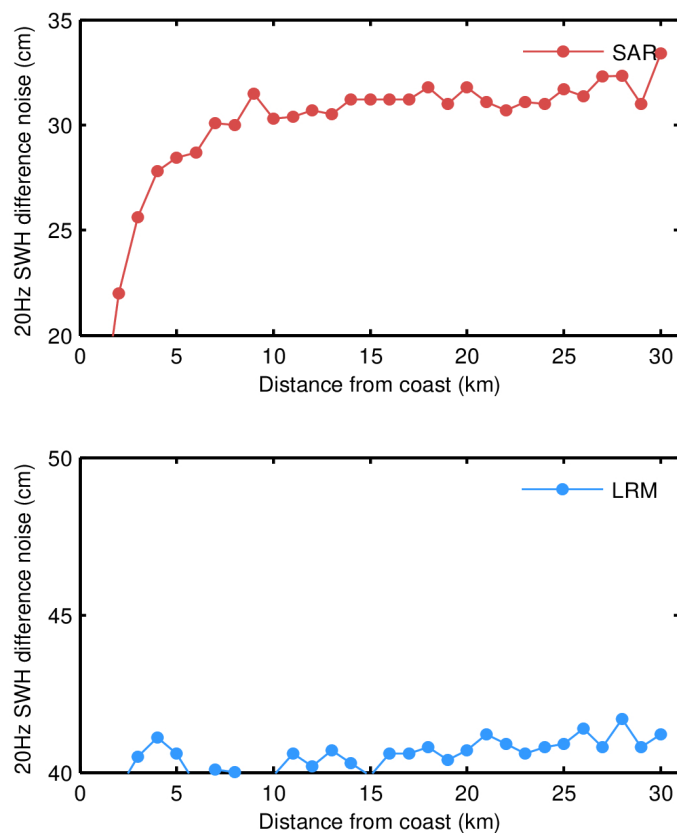 35
30
25
20
20Hz SWH difference noise (cm)
SAR
0 5 10 15 20 25 30
Distance from coast (km)
50
45
40
20Hz SWH difference noise (cm)
LRM
0 5 10 15 20 25 30
Distance from coast (km)